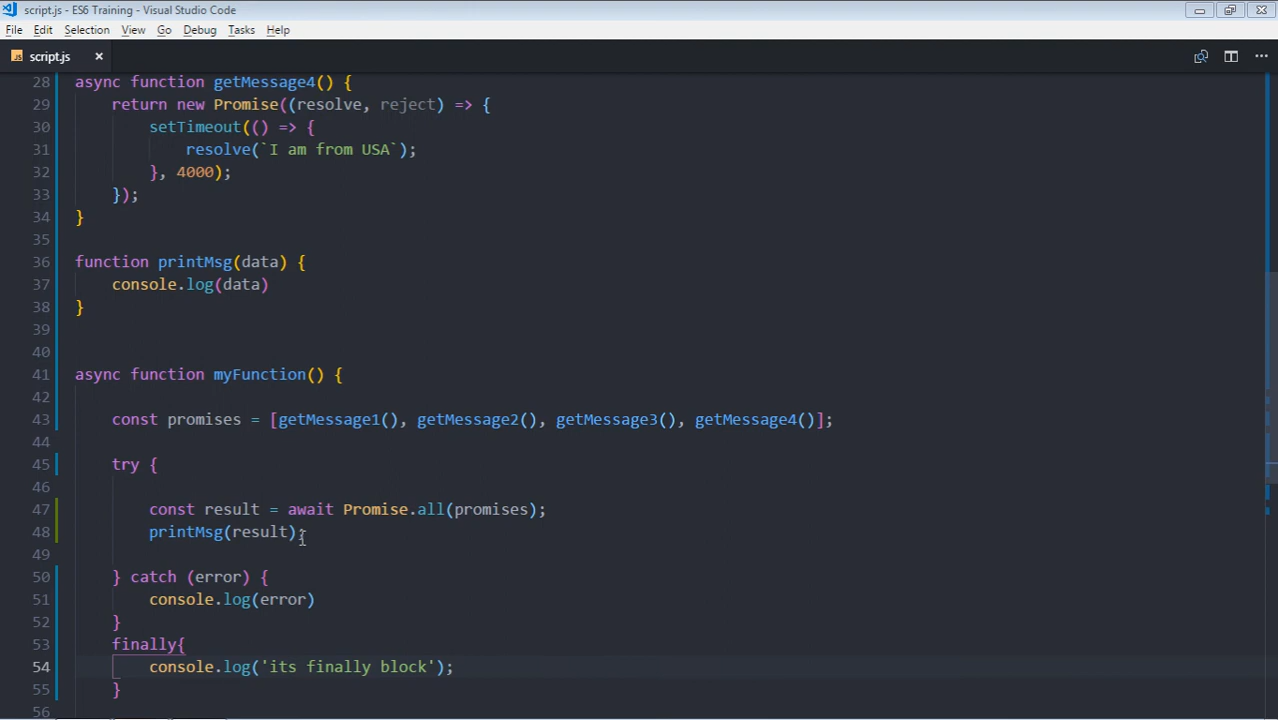 script.js - ES6 Training - Visual Studio Code
File Edit Selection View Go Debug Tasks Help
JS script.js ×
28 async function getMessage4() {
29 return new Promise((resolve, reject) => {
30 setTimeout(() => {
31 resolve(`I am from USA`);
32 }, 4000);
33 });
34 }
35
36 function printMsg(data) {
37 console.log(data)
38 }
39
40
41 async function myFunction() {
42
43 const promises = [getMessage1(), getMessage2(), getMessage3(), getMessage4()];
44
45 try {
46
47 const result = await Promise.all(promises);
48 printMsg(result);
49
50 } catch (error) {
51 console.log(error)
52 }
53 finally{
54 console.log('its finally block');
55 }
56